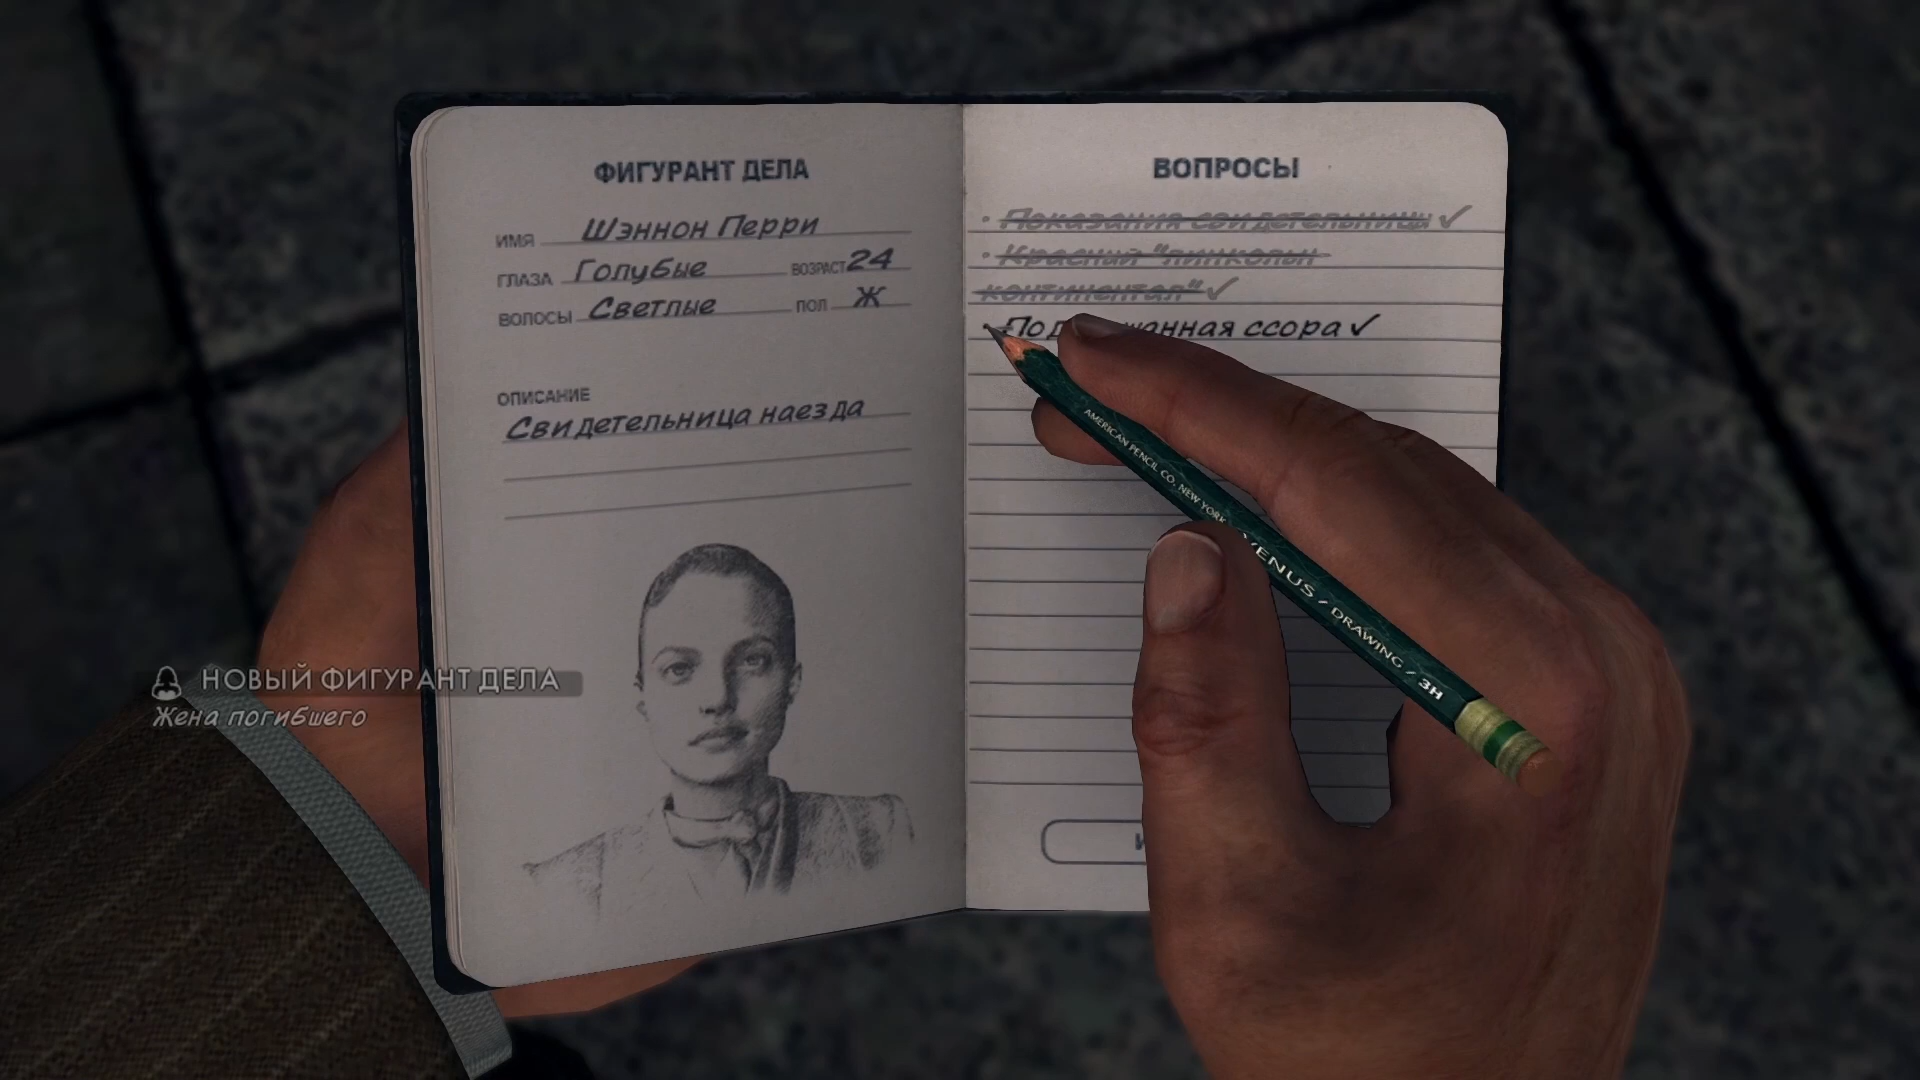 ФИГУРАНТ ДЕЛА
ИМЯ Шэннон Перри
ГЛАЗА Голубые ВОЗРАСТ 24
ВОЛОСЫ Светлые ПОЛ Ж
ОПИСАНИЕ
Свидетельница наезда
НОВЫЙ ФИГУРАНТ ДЕЛА
Жена погибшего
ВОПРОСЫ
• Показания свидетельницы ✓
• Красный "линкольн
континентал" ✓
• ссора ✓
AMERICAN PENCIL CO. NEW YORK VENUS / DRAWING / 3H